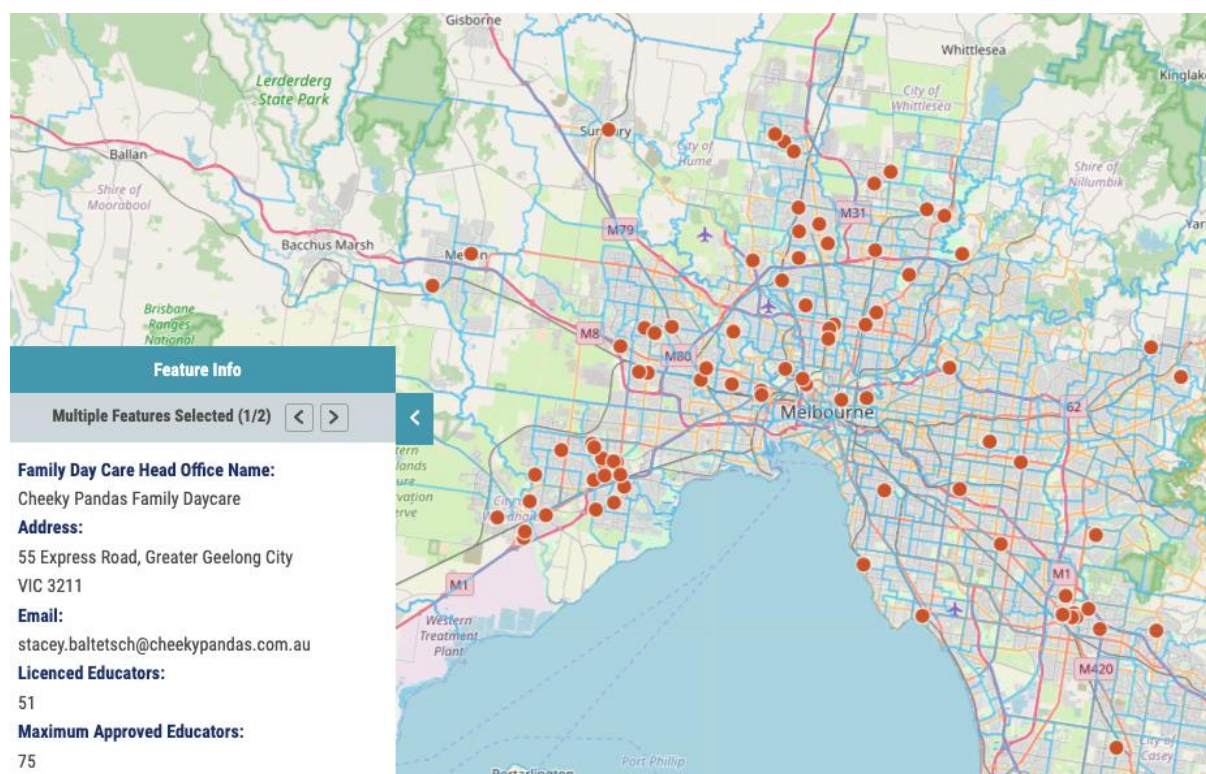 Gisborne
Whittlesea
Kinglake
Lerderderg
State Park
City of
Whittlesea
Sunbury
City of
Hume
Ballan
Shire of
Nillumbik
Shire of
Moorabool
M31
Bacchus Marsh
M79
Brisbane
Ranges
National
M8
M80
Feature Info
Multiple Features Selected (1/2)
62
Melbourne
Family Day Care Head Office Name:
Cheeky Pandas Family Daycare
Address:
55 Express Road, Greater Geelong City
VIC 3211
Email:
stacey.baltetsch@cheekypandas.com.au
Licenced Educators:
51
Maximum Approved Educators:
75
M1
M1
Western
Treatment
Plant
M420
Port Phillip
City of
Casey